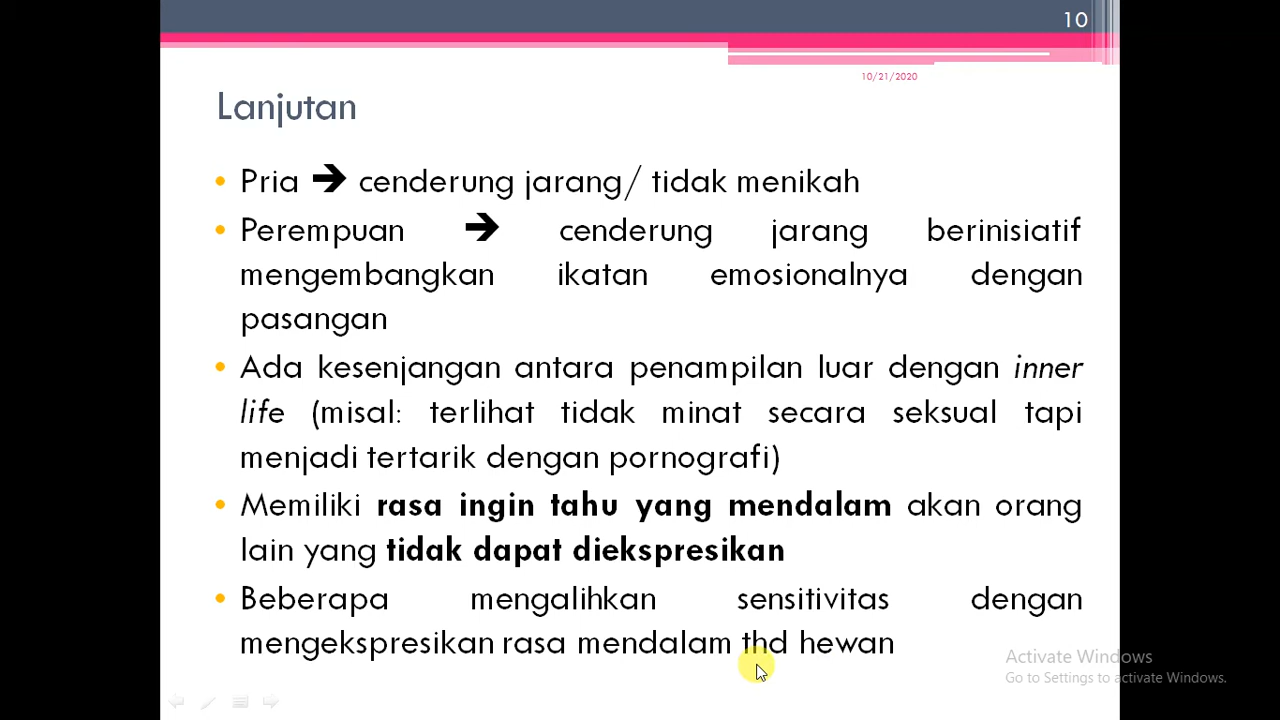 10
10/21/2020
Lanjutan
• Pria ➔ cenderung jarang/ tidak menikah
• Perempuan ➔ cenderung jarang berinisiatif
mengembangkan ikatan emosionalnya dengan
pasangan
• Ada kesenjangan antara penampilan luar dengan inner
life (misal: terlihat tidak minat secara seksual tapi
menjadi tertarik dengan pornografi)
• Memiliki rasa ingin tahu yang mendalam akan orang
lain yang tidak dapat diekspresikan
• Beberapa mengalihkan sensitivitas dengan
mengekspresikan rasa mendalam thd hewan
Activate Windows
Go to Settings to activate Windows.